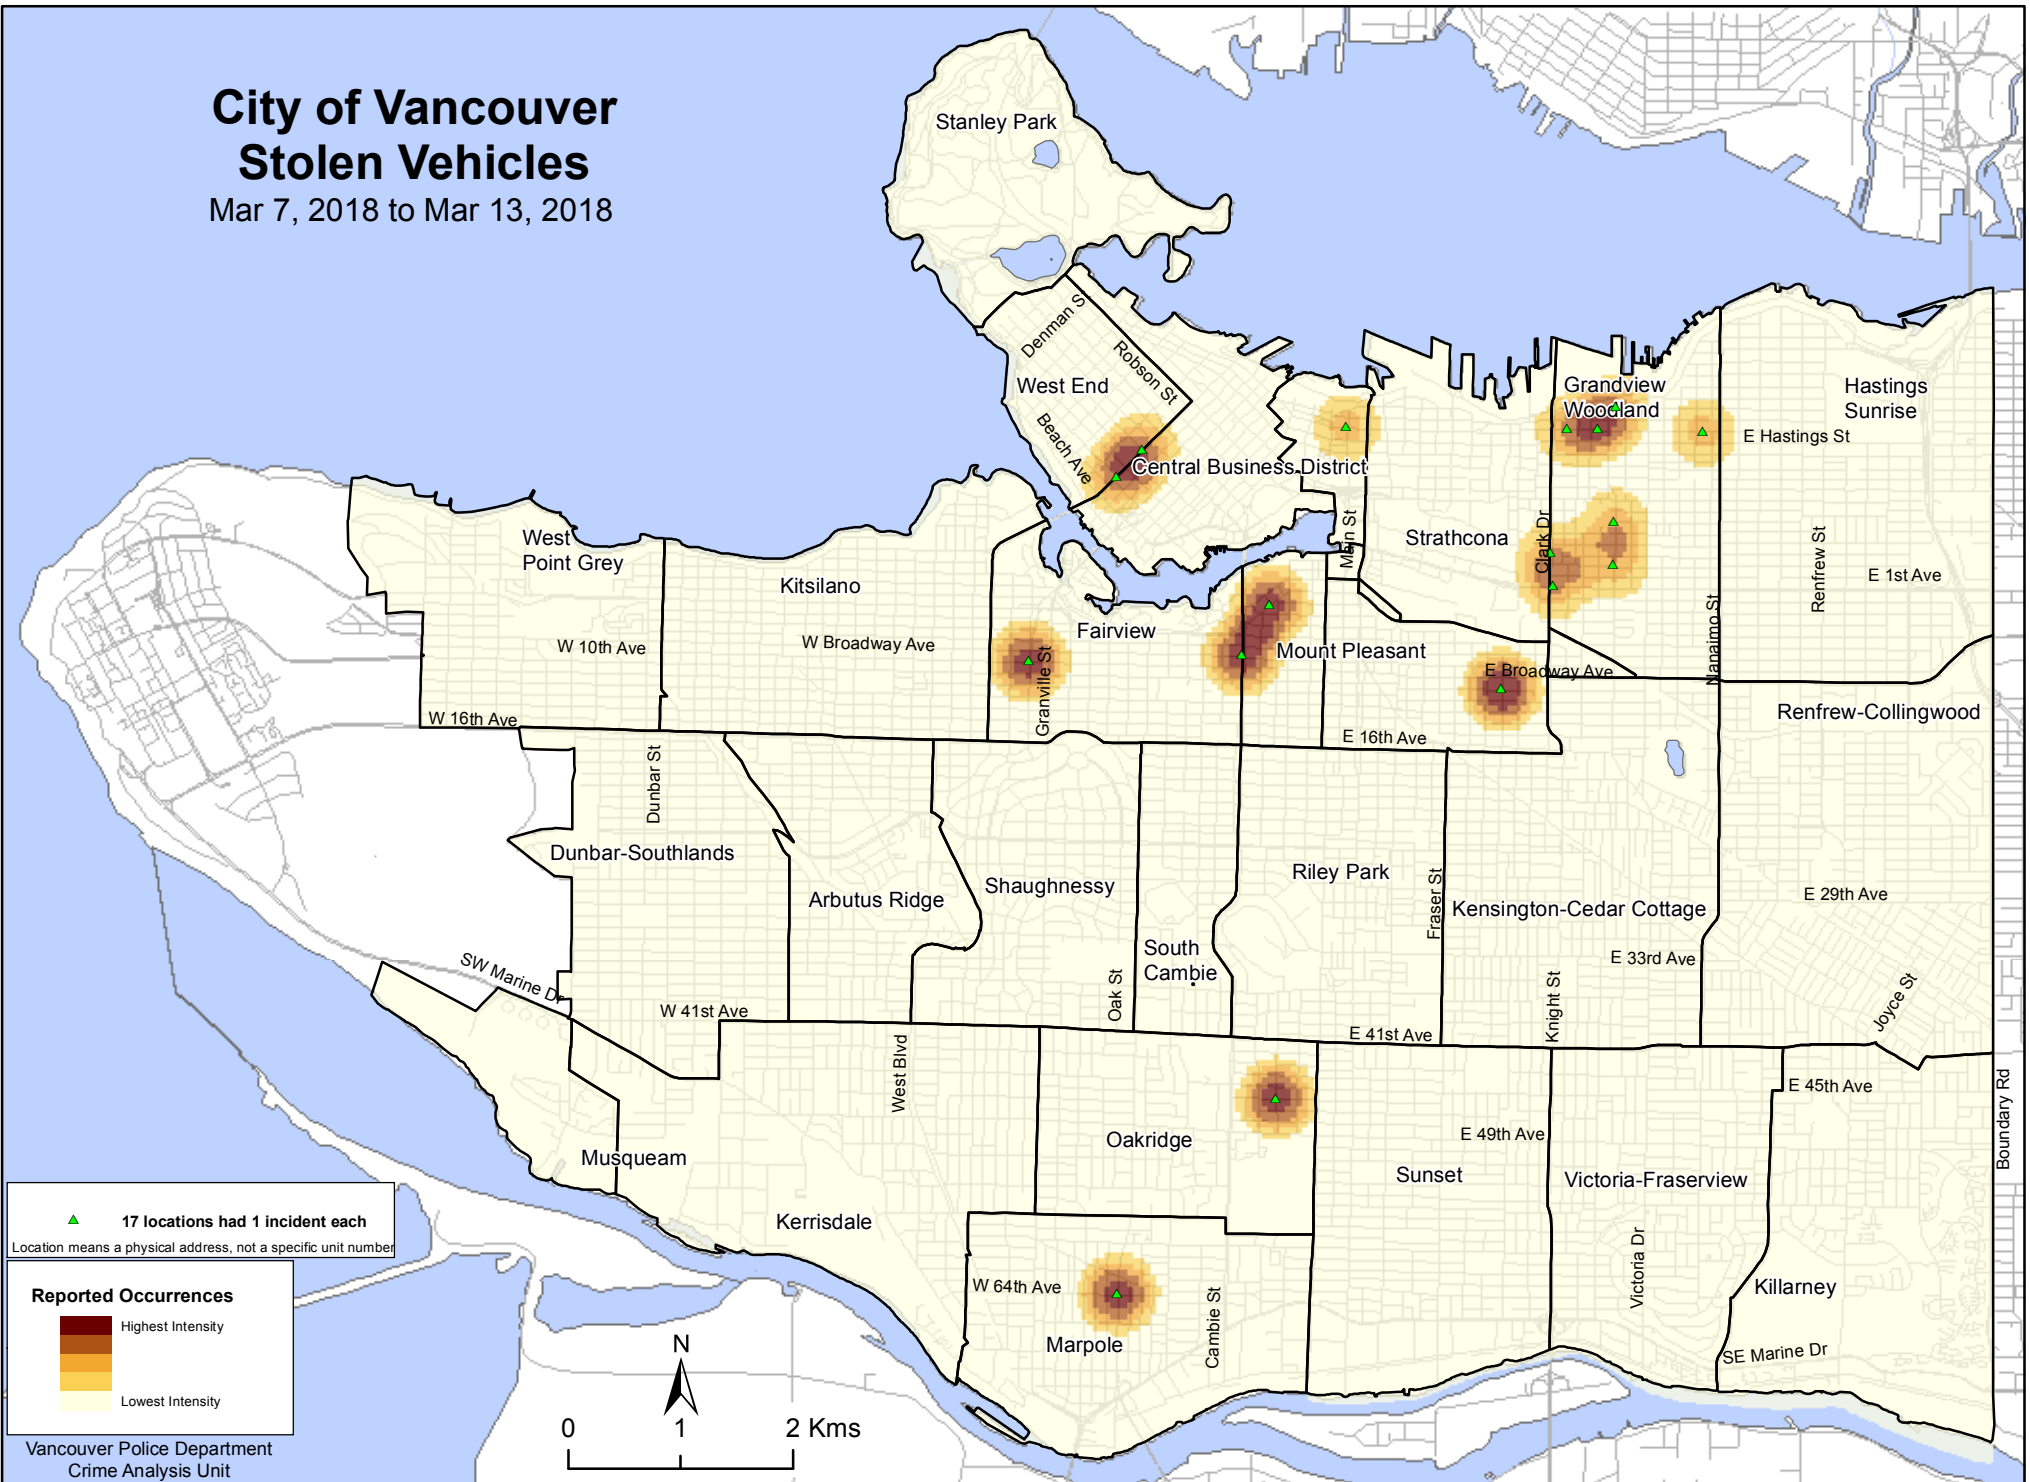 City of Vancouver
Stolen Vehicles
Mar 7, 2018 to Mar 13, 2018
Stanley Park
Denman S
Robson St
West End
Beach Ave
Central Business District
Grandview
Woodland
Hastings
Sunrise
E Hastings St
West
Point Grey
Kitsilano
Fairview
Main St
Strathcona
Clark Dr
Renfrew St
E 1st Ave
Nanaimo St
W 10th Ave
W Broadway Ave
Granville St
Mount Pleasant
E Broadway Ave
W 16th Ave
E 16th Ave
Renfrew-Collingwood
Dunbar St
Dunbar-Southlands
Arbutus Ridge
Shaughnessy
Riley Park
Fraser St
Kensington-Cedar Cottage
E 29th Ave
South
Cambie
E 33rd Ave
SW Marine Dr
W 41st Ave
Oak St
Knight St
Joyce St
E 41st Ave
West Blvd
E 45th Ave
Boundary Rd
Oakridge
E 49th Ave
Musqueam
Sunset
Victoria-Fraserview
Kerrisdale
Victoria Dr
W 64th Ave
Cambie St
Killarney
Marpole
SE Marine Dr
17 locations had 1 incident each
Location means a physical address, not a specific unit number
Reported Occurrences
Highest Intensity
Lowest Intensity
Vancouver Police Department
Crime Analysis Unit
N
0 1 2 Kms